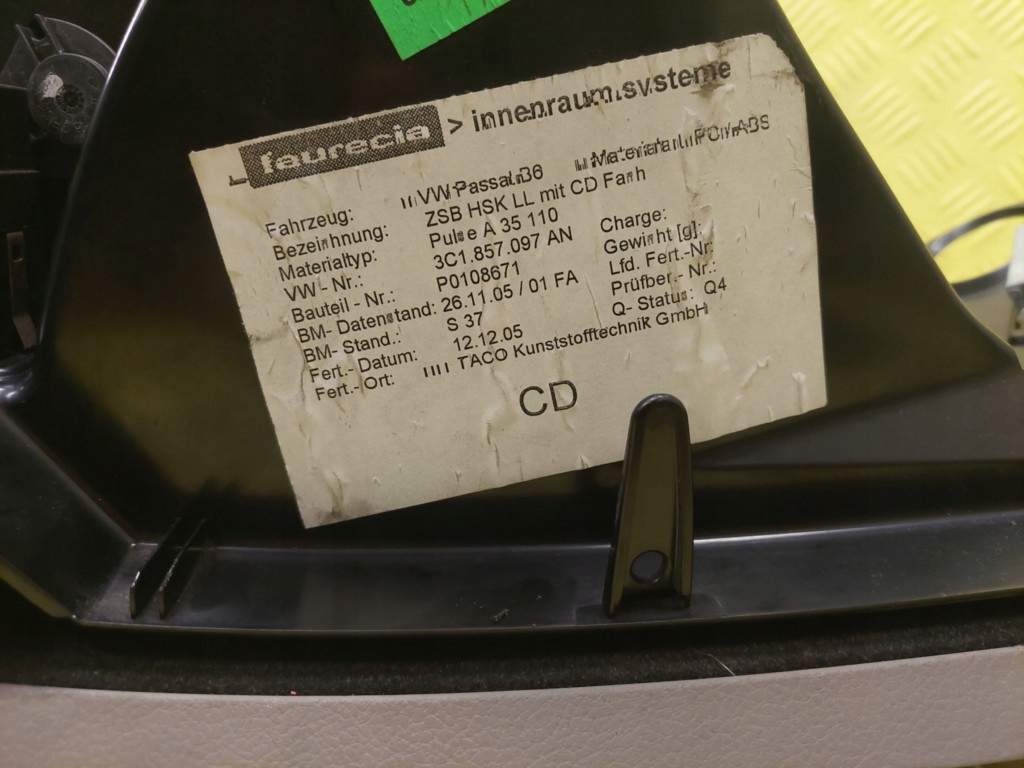 faurecia > innenraum.systeme
Fahrzeug: VW-Passat B6 Material: PC/ABS
Bezeichnung: ZSB HSK LL mit CD Fach
Materialtyp: Pulse A 35 110
VW - Nr.: 3C1.857.097 AN Charge:
Bauteil - Nr.: P0108671 Gewicht [g]:
BM- Datenstand: 26.11.05 / 01 FA Lfd. Fert.-Nr:
BM- Stand.: S 37 Prüfber.- Nr.:
Fert.- Datum: 12.12.05 Q- Status: Q4
Fert.- Ort: TACO Kunststofftechnik GmbH
CD